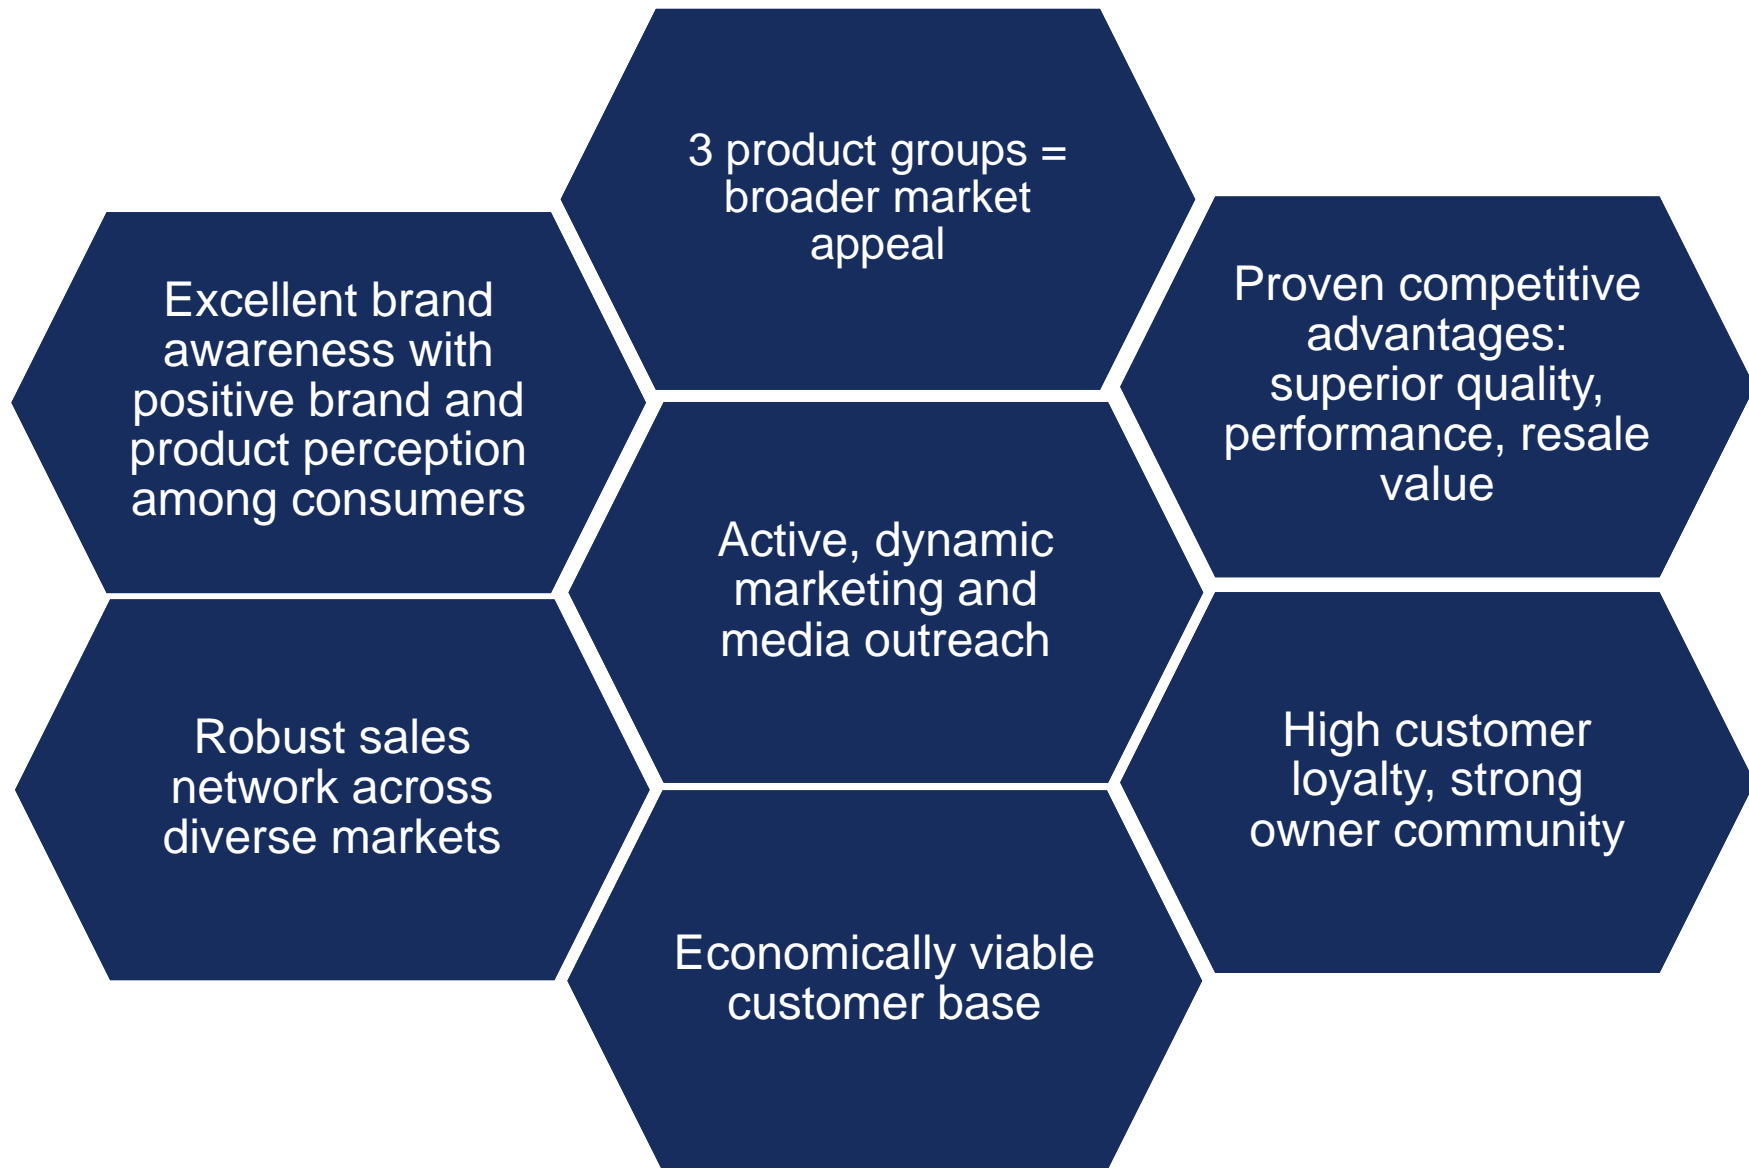 3 product groups =
broader market
appeal
Excellent brand
awareness with
positive brand and
product perception
among consumers
Proven competitive
advantages:
superior quality,
performance, resale
value
Active, dynamic
marketing and
media outreach
Robust sales
network across
diverse markets
High customer
loyalty, strong
owner community
Economically viable
customer base